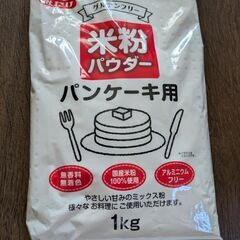 グルテンフリー
米粉
パウダー
パンケーキ用
無香料
無着色
国産米粉
100%使用
アルミニウム
フリー
やさしい甘みのミックス粉
様々なお料理にご使用いただけます。
1kg